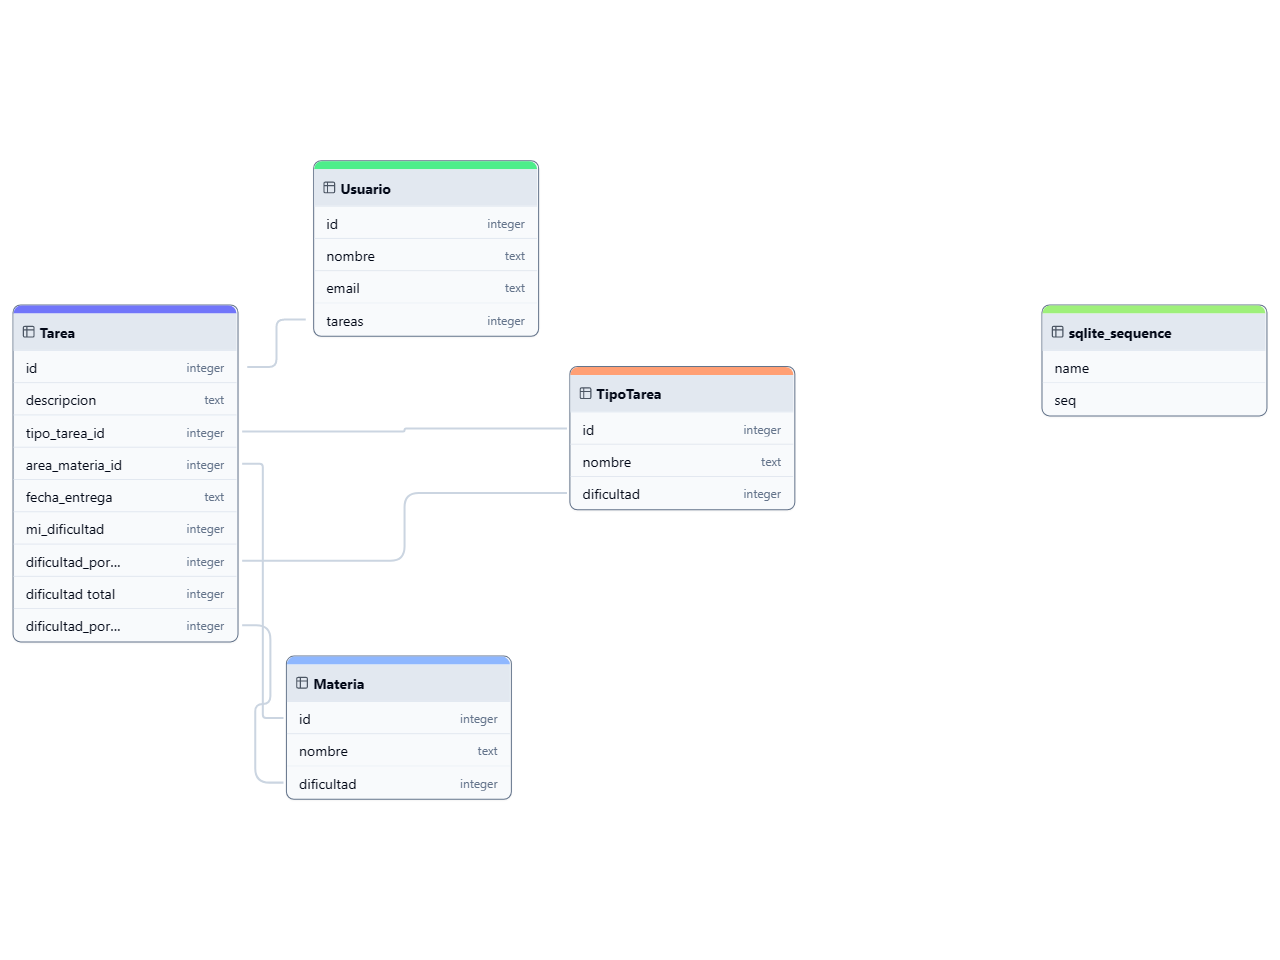 Usuario
id integer
nombre text
email text
tareas integer
Tarea
id integer
descripcion text
tipo_tarea_id integer
area_materia_id integer
fecha_entrega text
mi_dificultad integer
dificultad_por... integer
dificultad total integer
dificultad_por... integer
TipoTarea
id integer
nombre text
dificultad integer
Materia
id integer
nombre text
dificultad integer
sqlite_sequence
name
seq